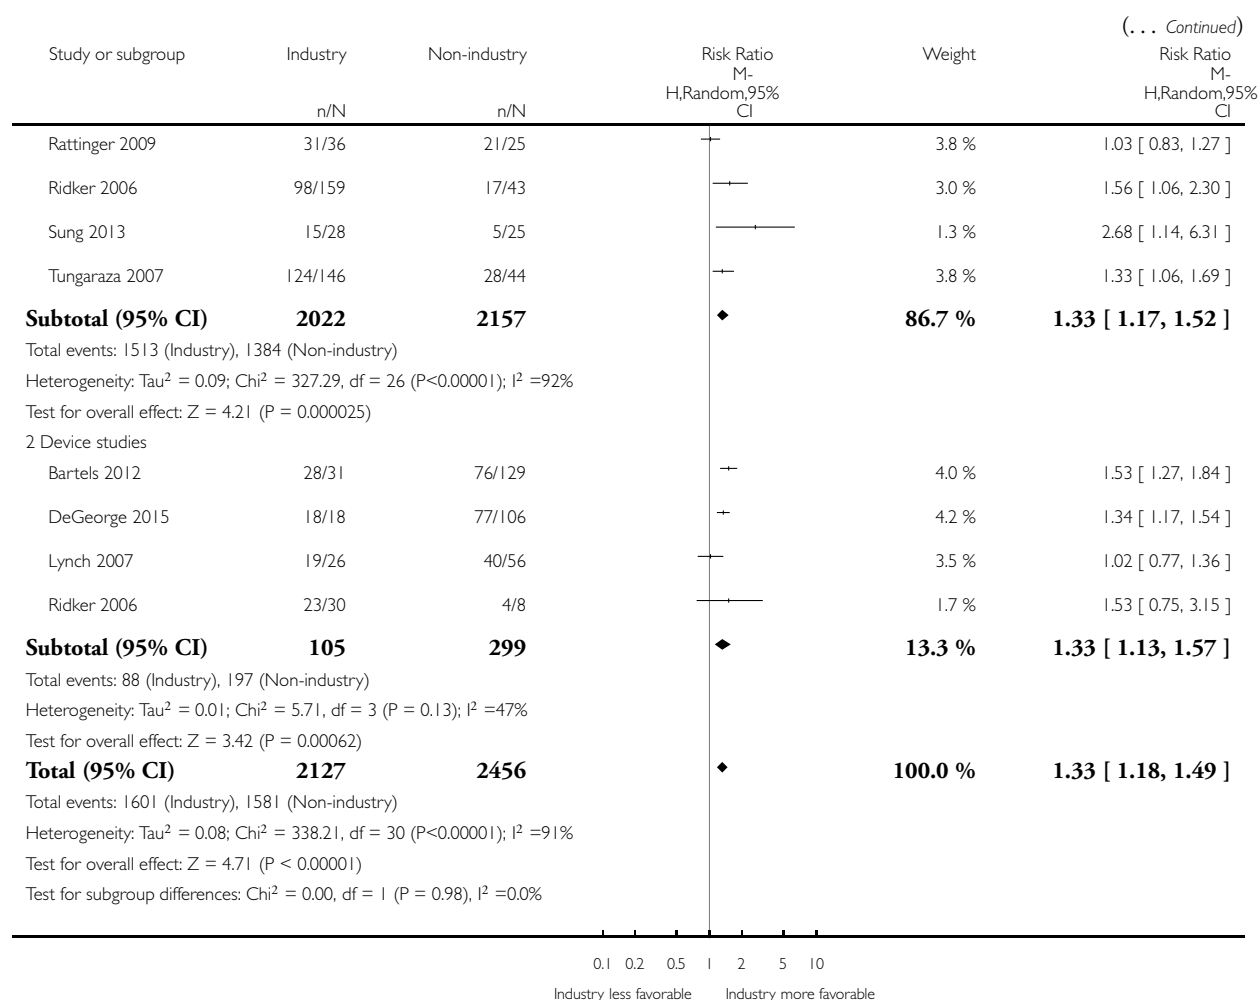 (... Continued)
Study or subgroup Industry Non-industry Risk Ratio Weight Risk Ratio
M- M-
H,Random,95% H,Random,95%
n/N n/N CI CI
Rattinger 2009 31/36 21/25 3.8 % 1.03 [ 0.83, 1.27 ]
Ridker 2006 98/159 17/43 3.0 % 1.56 [ 1.06, 2.30 ]
Sung 2013 15/28 5/25 1.3 % 2.68 [ 1.14, 6.31 ]
Tungaraza 2007 124/146 28/44 3.8 % 1.33 [ 1.06, 1.69 ]
Subtotal (95% CI) 2022 2157 86.7 % 1.33 [ 1.17, 1.52 ]
Total events: 1513 (Industry), 1384 (Non-industry)
Heterogeneity: Tau² = 0.09; Chi² = 327.29, df = 26 (P<0.00001); I² =92%
Test for overall effect: Z = 4.21 (P = 0.000025)
2 Device studies
Bartels 2012 28/31 76/129 4.0 % 1.53 [ 1.27, 1.84 ]
DeGeorge 2015 18/18 77/106 4.2 % 1.34 [ 1.17, 1.54 ]
Lynch 2007 19/26 40/56 3.5 % 1.02 [ 0.77, 1.36 ]
Ridker 2006 23/30 4/8 1.7 % 1.53 [ 0.75, 3.15 ]
Subtotal (95% CI) 105 299 13.3 % 1.33 [ 1.13, 1.57 ]
Total events: 88 (Industry), 197 (Non-industry)
Heterogeneity: Tau² = 0.01; Chi² = 5.71, df = 3 (P = 0.13); I² =47%
Test for overall effect: Z = 3.42 (P = 0.00062)
Total (95% CI) 2127 2456 100.0 % 1.33 [ 1.18, 1.49 ]
Total events: 1601 (Industry), 1581 (Non-industry)
Heterogeneity: Tau² = 0.08; Chi² = 338.21, df = 30 (P<0.00001); I² =91%
Test for overall effect: Z = 4.71 (P < 0.00001)
Test for subgroup differences: Chi² = 0.00, df = 1 (P = 0.98), I² =0.0%
0.1 0.2 0.5 1 2 5 10
Industry less favorable Industry more favorable